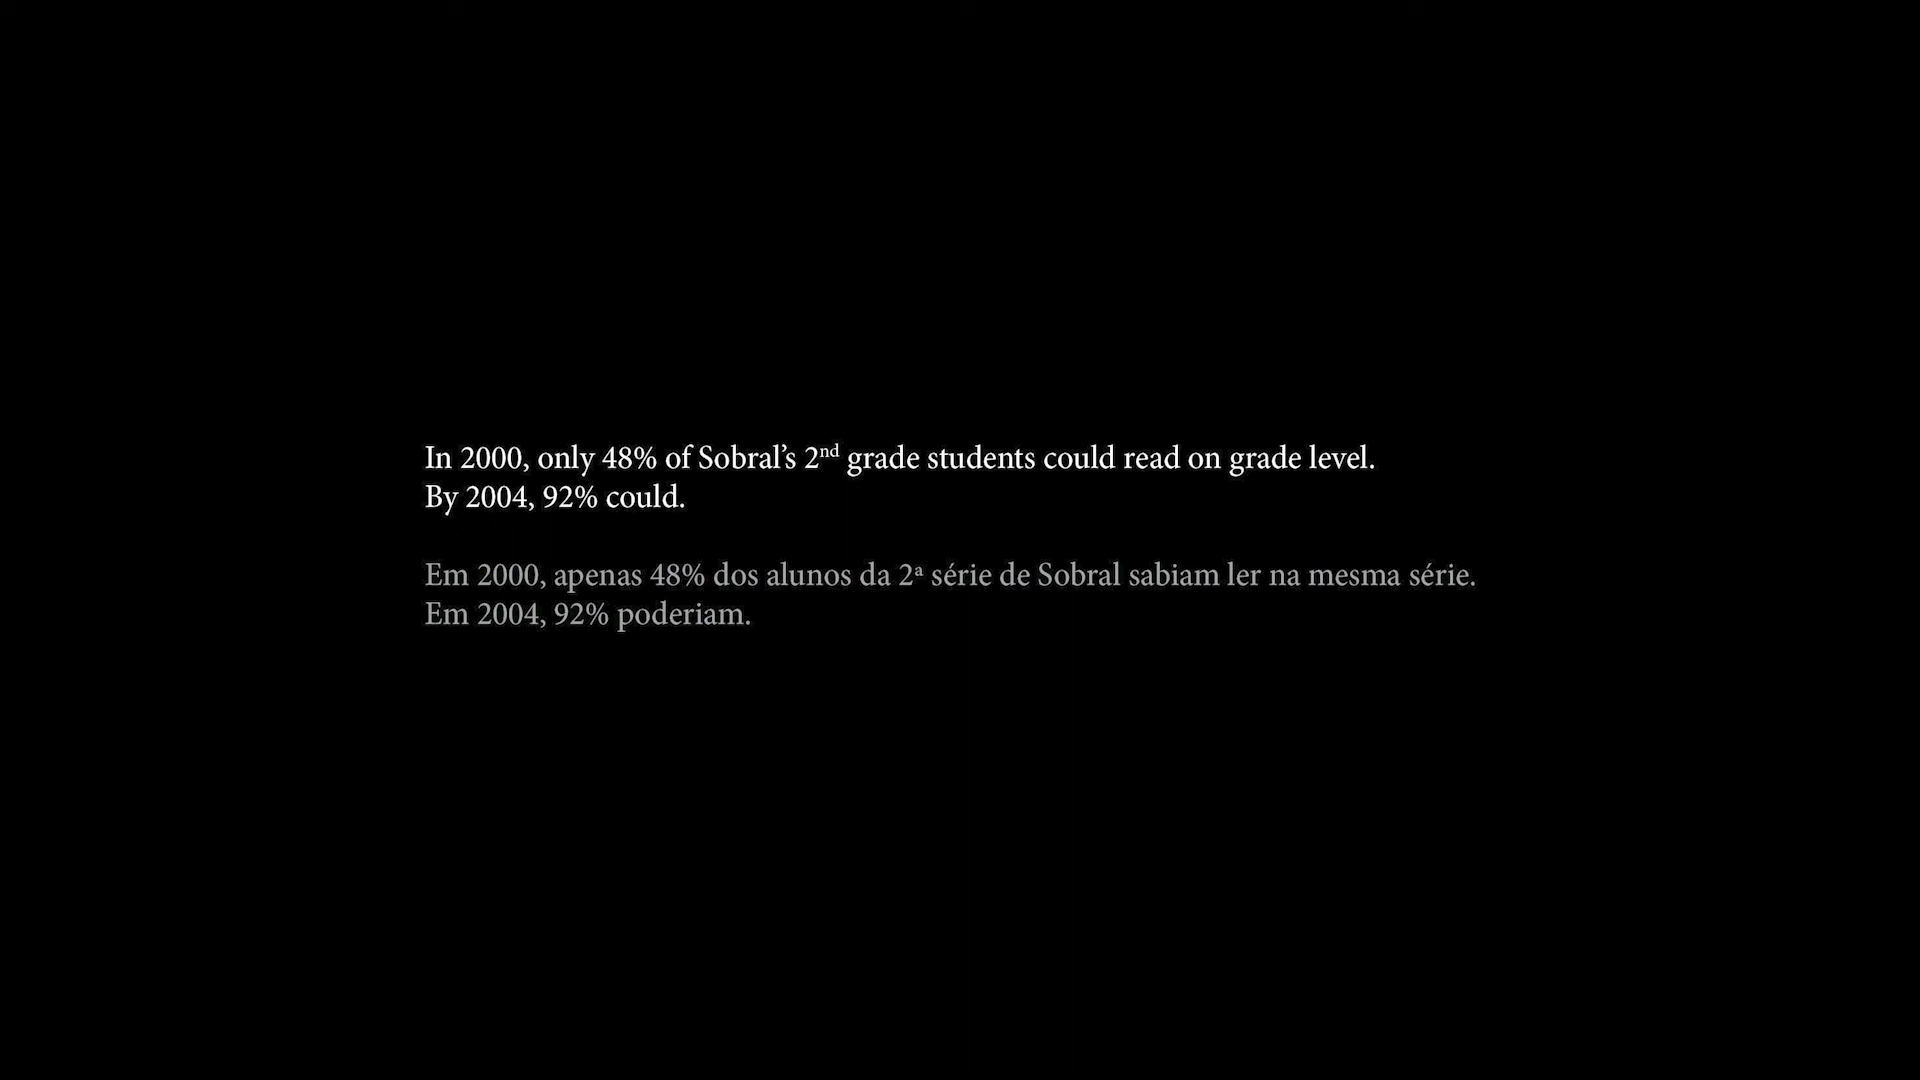 In 2000, only 48% of Sobral’s 2nd grade students could read on grade level.
By 2004, 92% could.
Em 2000, apenas 48% dos alunos da 2ª série de Sobral sabiam ler na mesma série.
Em 2004, 92% poderiam.